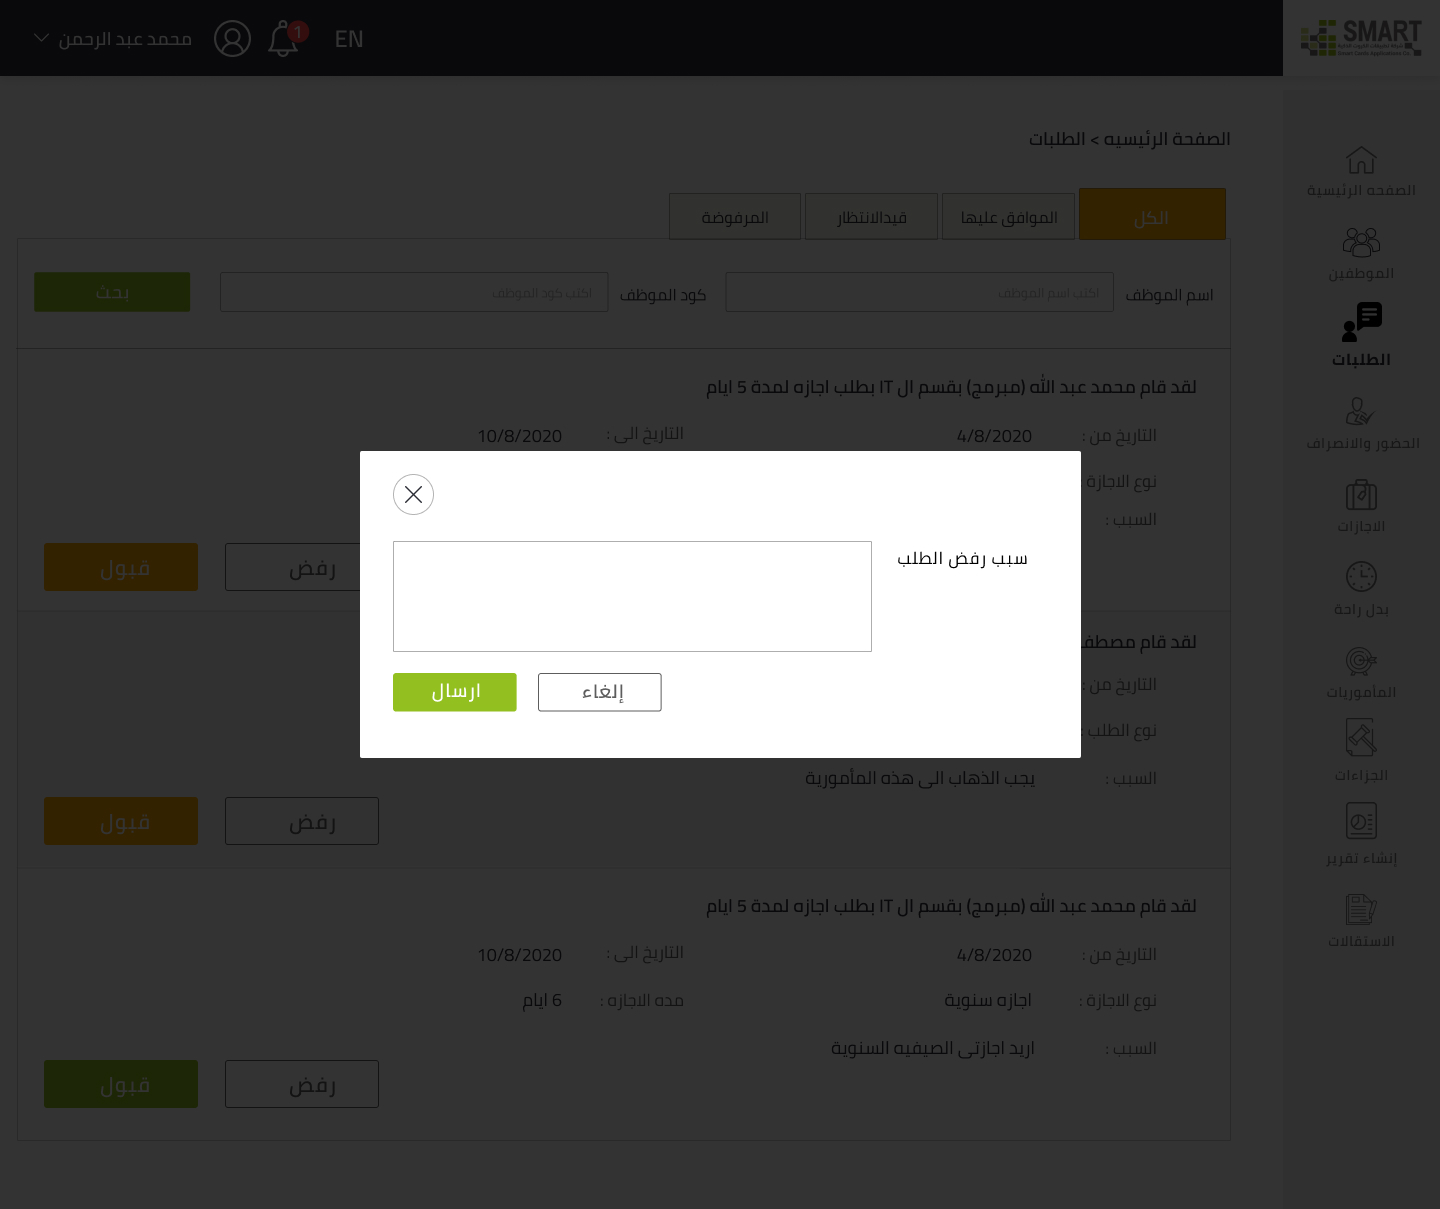 SMART
EN
1
محمد عبد الرحمن
الصفحة الرئيسيه > الطلبات
الكل
الموافق عليها
قيدالانتظار
المرفوضة
اسم الموظف
اكتب اسم الموظف
كود الموظف
اكتب كود الموظف
بحث
لقد قام محمد عبد الله (مبرمج) بقسم ال IT بطلب اجازه لمدة 5 ايام
التاريخ من :
4/8/2020
التاريخ الى :
10/8/2020
نوع الاجازة
السبب :
رفض
قبول
سبب رفض الطلب
إلغاء
ارسال
لقد قام
التاريخ من :
نوع الطلب :
السبب :
يجب الذهاب الى هذه المأمورية
رفض
قبول
لقد قام محمد عبد الله (مبرمج) بقسم ال IT بطلب اجازه لمدة 5 ايام
التاريخ من :
4/8/2020
التاريخ الى :
10/8/2020
نوع الاجازة :
اجازه سنوية
مده الاجازه :
6 ايام
السبب :
اريد اجازتى الصيفيه السنوية
رفض
قبول
الصفحه الرئيسية
الموظفين
الطلبات
الحضور والانصراف
الاجازات
بدل راحة
المأموريات
الجزاءات
إنشاء تقرير
الاستقالات